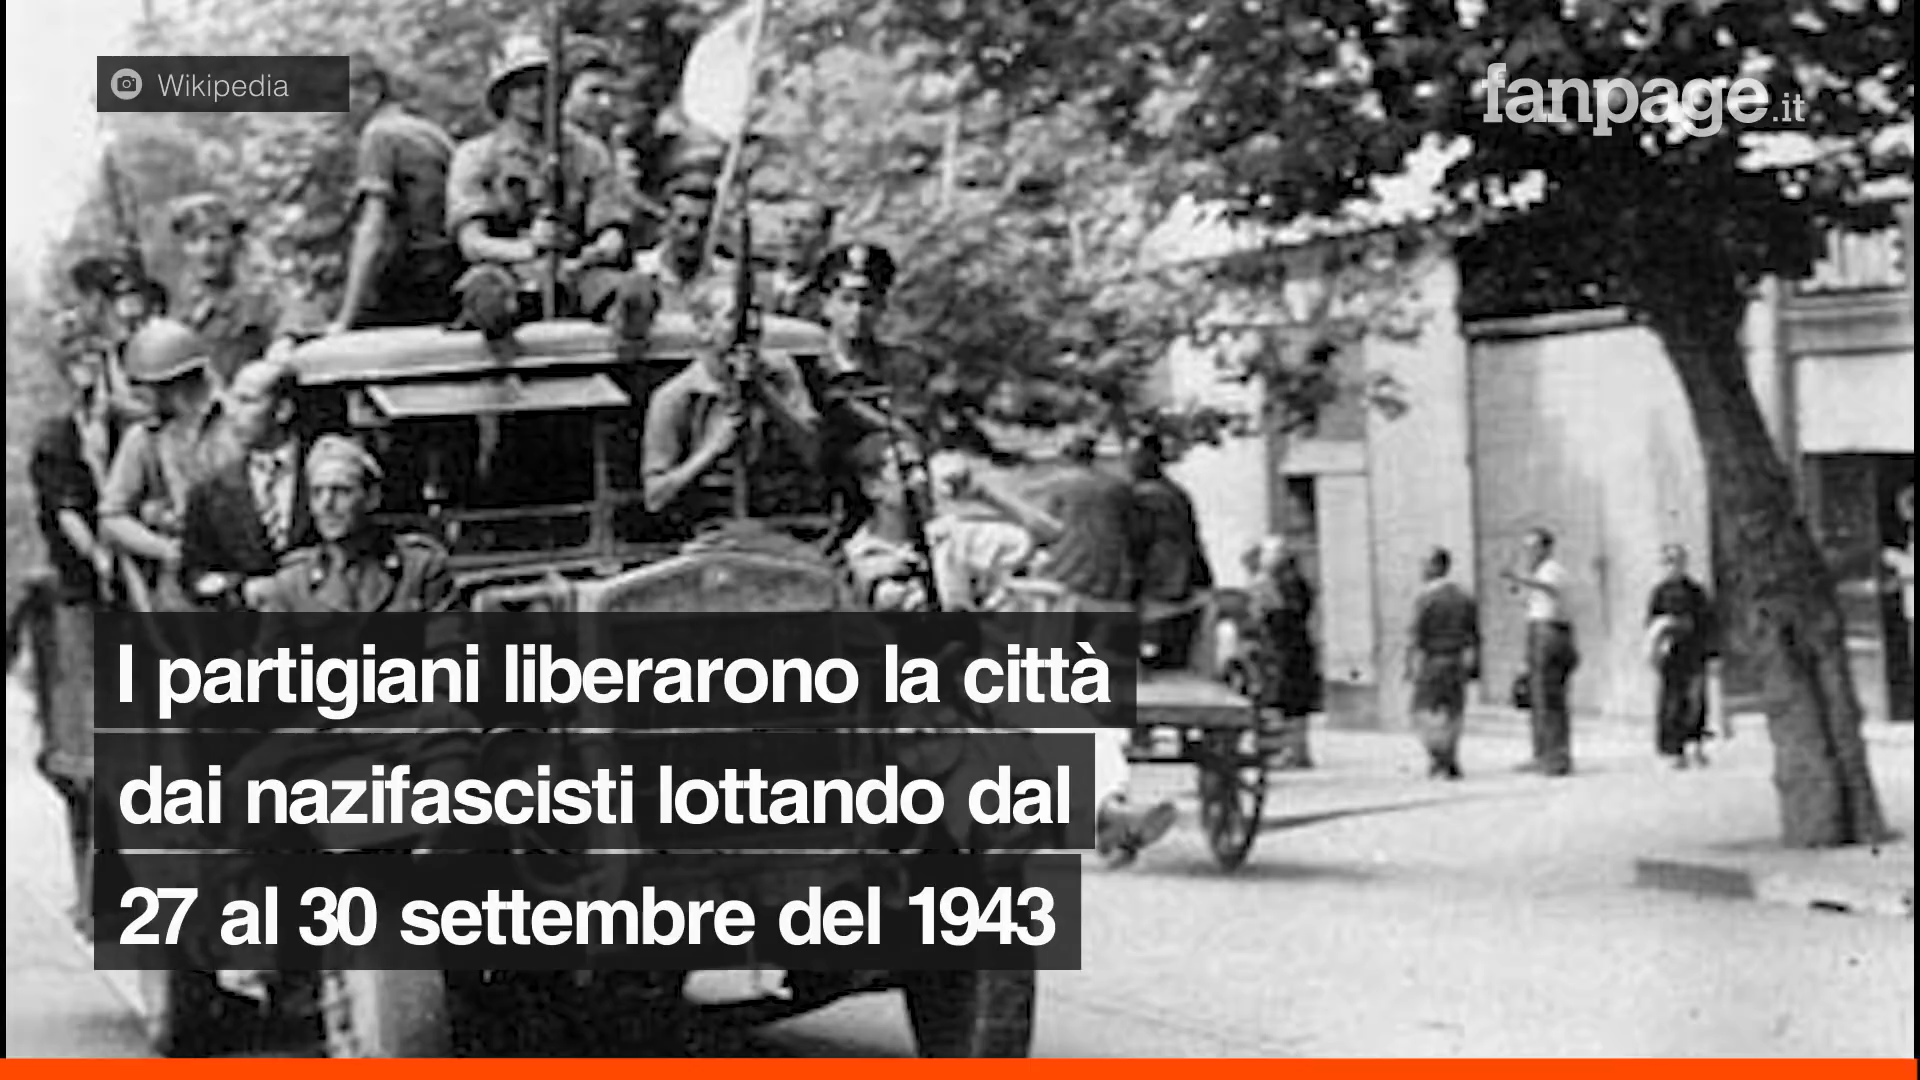 Wikipedia
fanpage.it
I partigiani liberarono la città
dai nazifascisti lottando dal
27 al 30 settembre del 1943